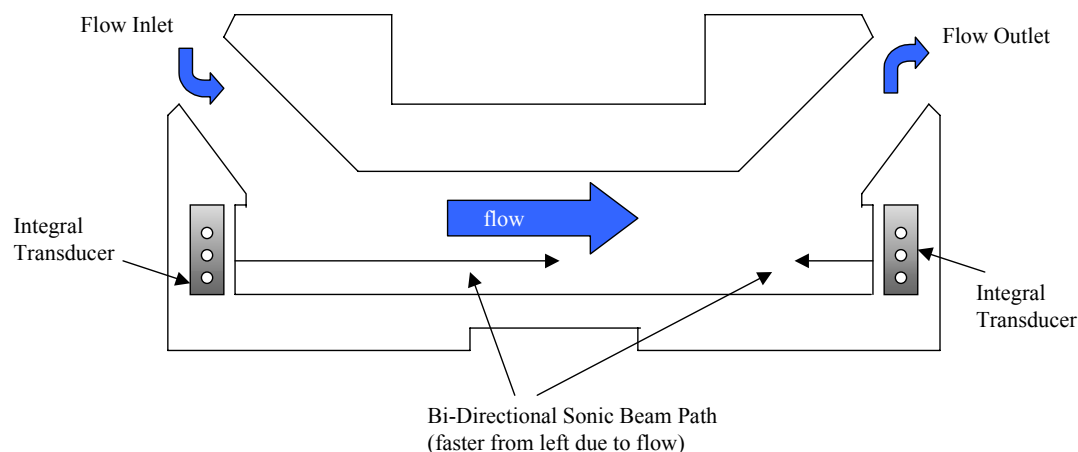 Flow Inlet
Flow Outlet
flow
Integral
Transducer
Integral
Transducer
Bi-Directional Sonic Beam Path
(faster from left due to flow)